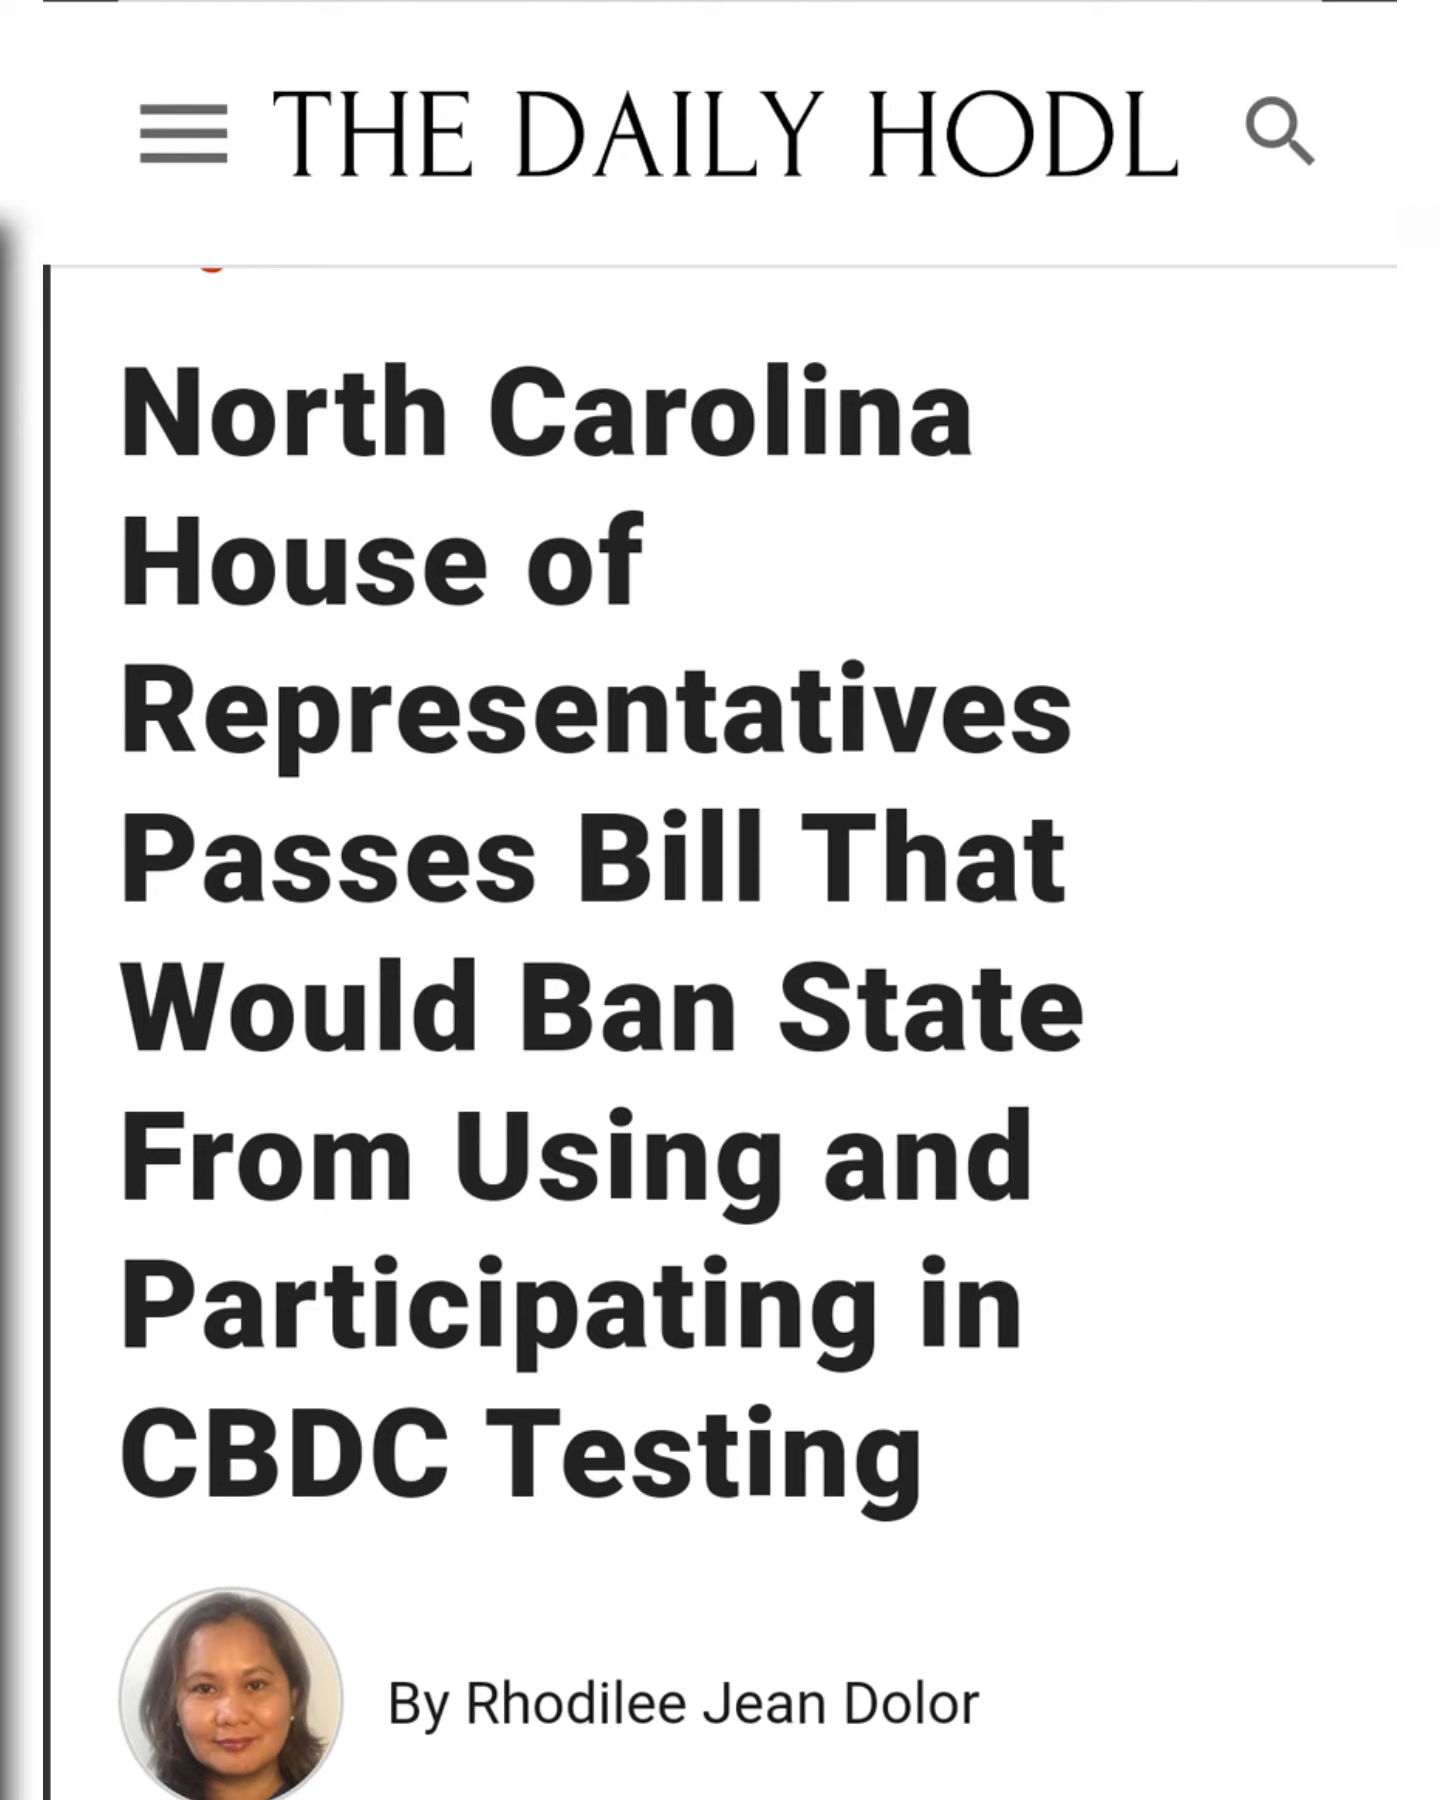 THE DAILY HODL
North Carolina
House of
Representatives
Passes Bill That
Would Ban State
From Using and
Participating in
CBDC Testing
By Rhodilee Jean Dolor